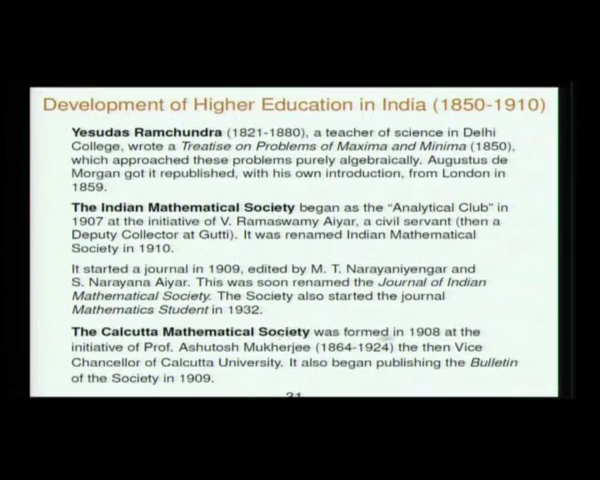 Development of Higher Education in India (1850-1910)
Yesudas Ramchundra (1821-1880), a teacher of science in Delhi
College, wrote a Treatise on Problems of Maxima and Minima (1850),
which approached these problems purely algebraically. Augustus de
Morgan got it republished, with his own introduction, from London in
1859.
The Indian Mathematical Society began as the “Analytical Club” in
1907 at the initiative of V. Ramaswamy Aiyar, a civil servant (then a
Deputy Collector at Gutti). It was renamed Indian Mathematical
Society in 1910.
It started a journal in 1909, edited by M. T. Narayaniyengar and
S. Narayana Aiyar. This was soon renamed the Journal of Indian
Mathematical Society. The Society also started the journal
Mathematics Student in 1932.
The Calcutta Mathematical Society was formed in 1908 at the
initiative of Prof. Ashutosh Mukherjee (1864-1924) the then Vice
Chancellor of Calcutta University. It also began publishing the Bulletin
of the Society in 1909.